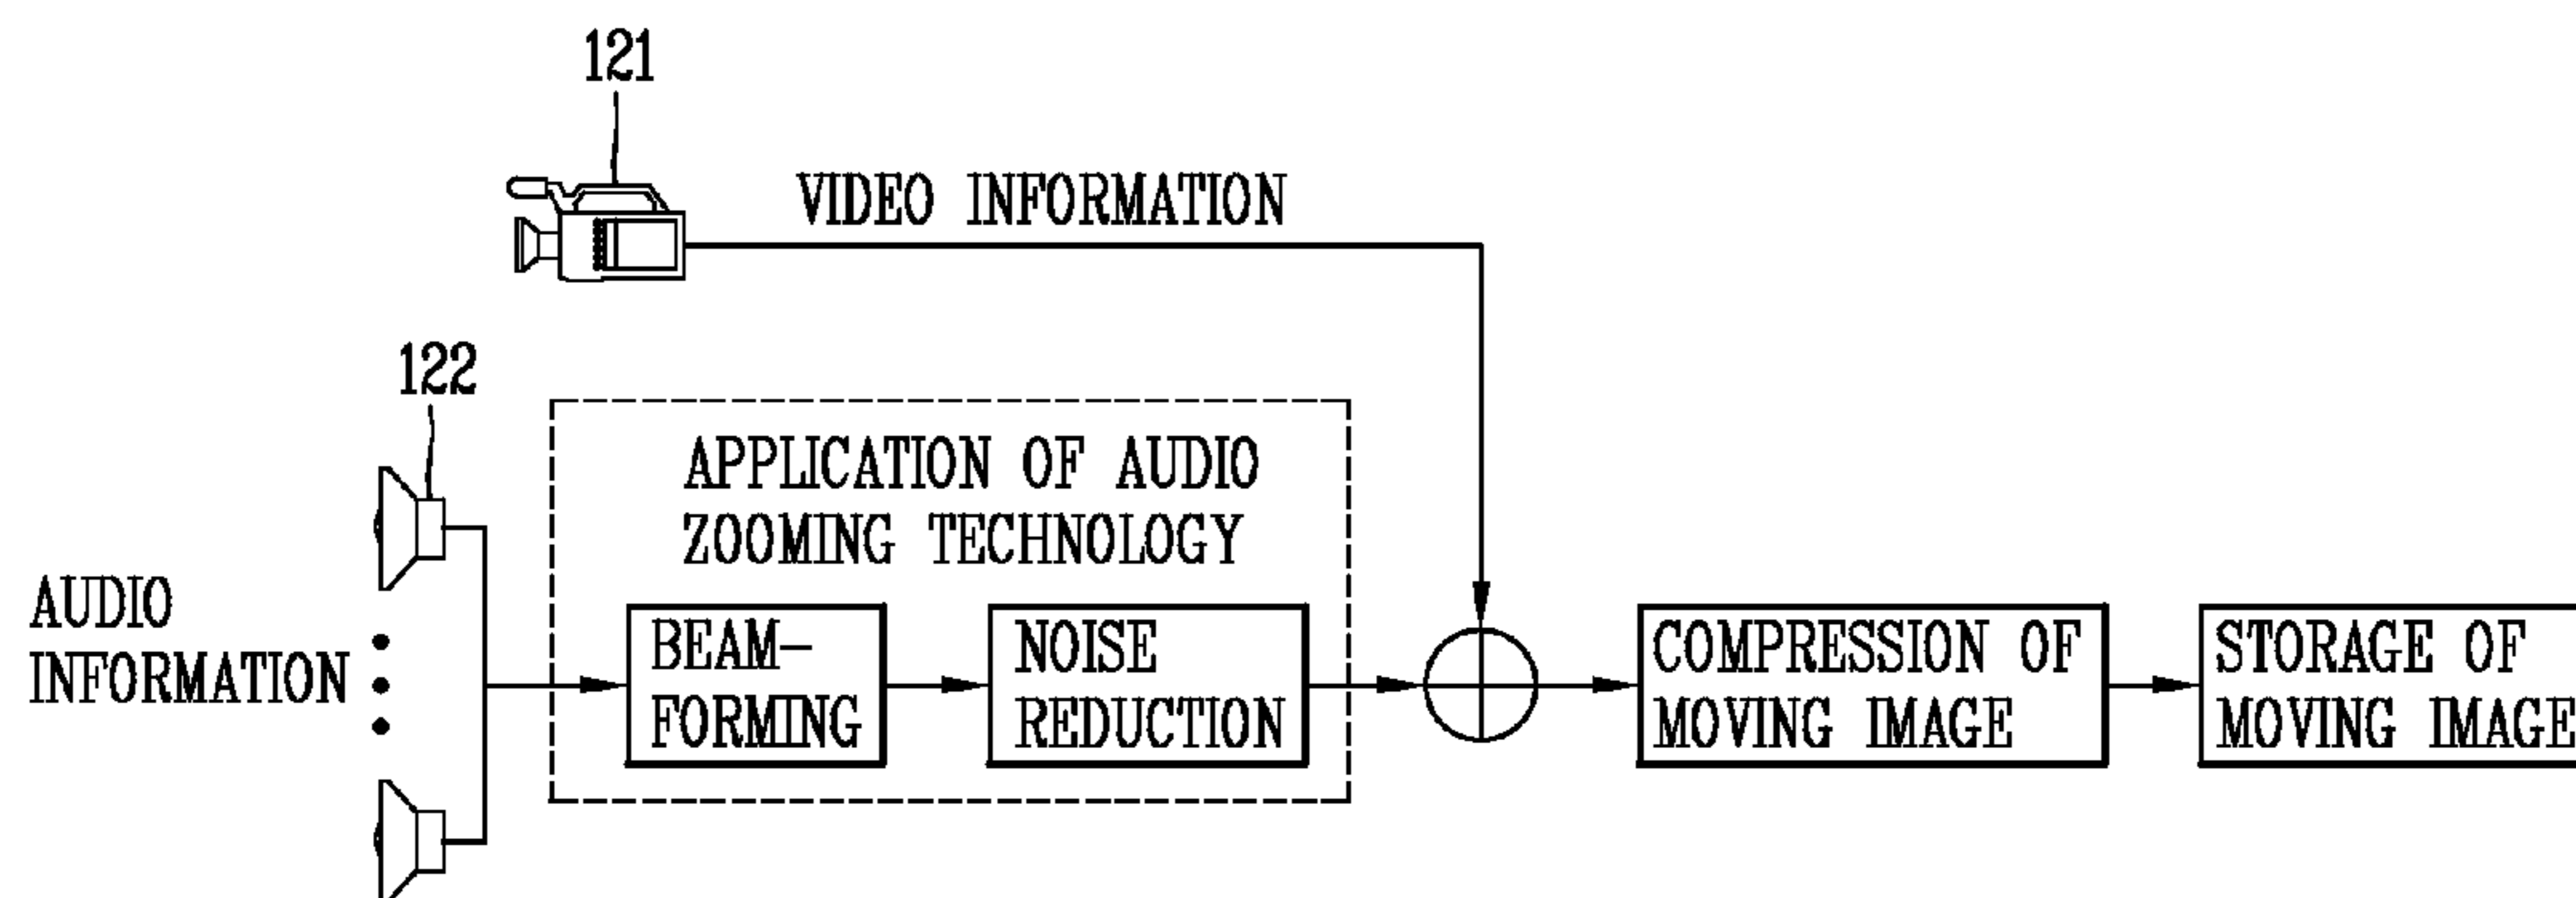 121
VIDEO INFORMATION
122
APPLICATION OF AUDIO
ZOOMING TECHNOLOGY
AUDIO
INFORMATION
BEAM-
FORMING
NOISE
REDUCTION
COMPRESSION OF
MOVING IMAGE
STORAGE OF
MOVING IMAGE